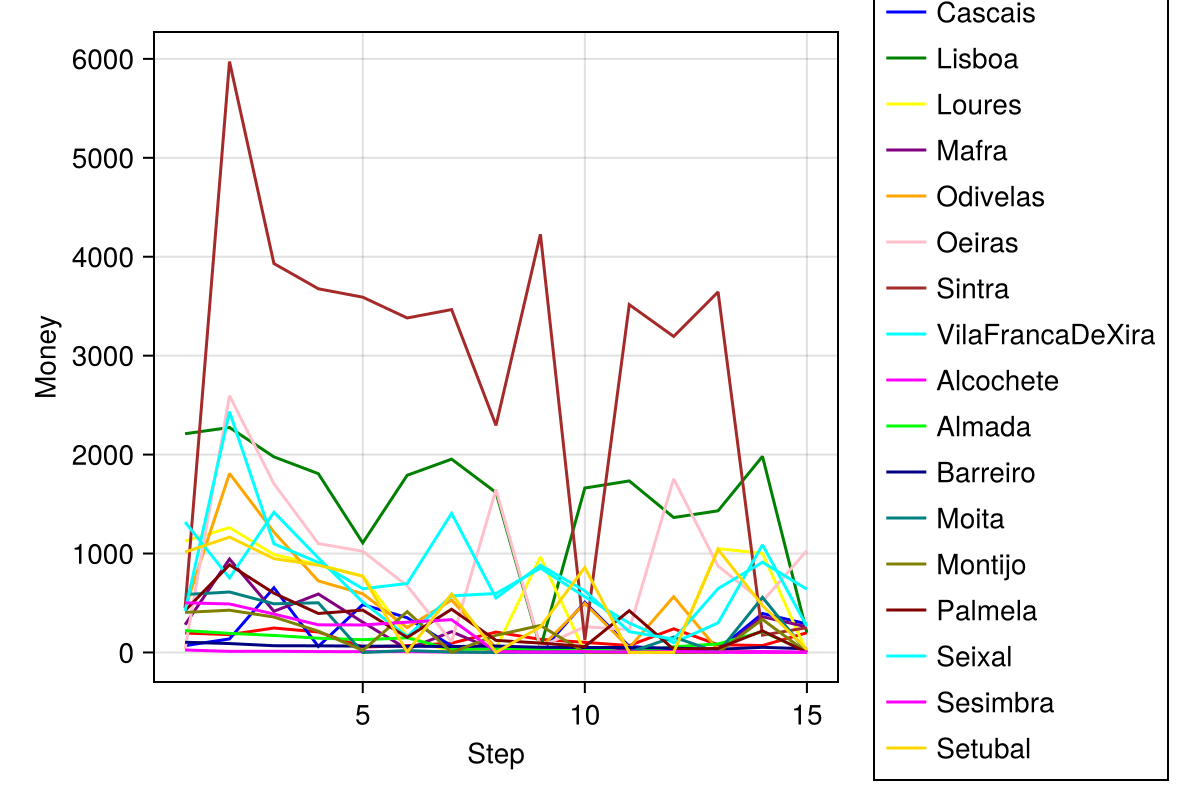 Cascais
Lisboa
Loures
Mafra
Odivelas
Oeiras
Sintra
VilaFrancaDeXira
Alcochete
Almada
Barreiro
Moita
Montijo
Palmela
Seixal
Sesimbra
Setubal
6000
5000
4000
3000
2000
1000
0
Money
5 10 15
Step